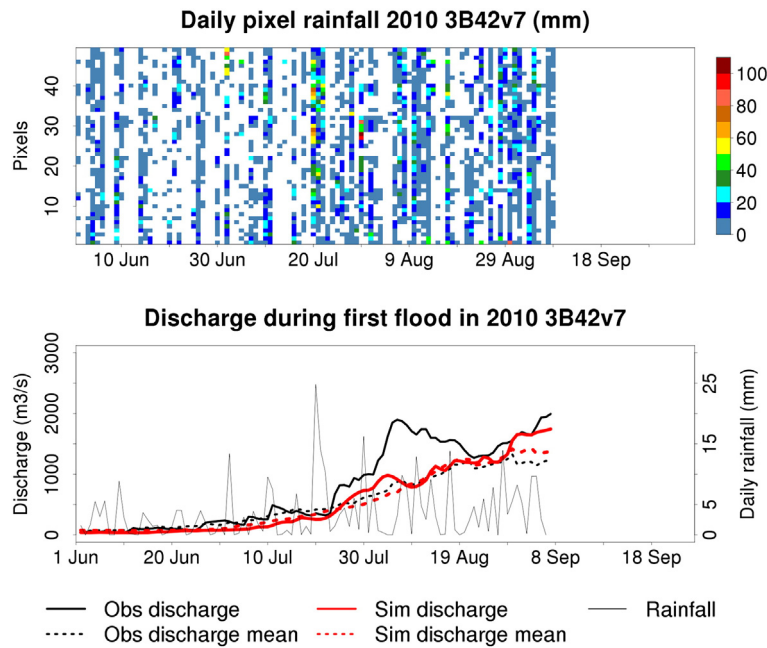 Daily pixel rainfall 2010 3B42v7 (mm)
Pixels
40
30
20
10
10 Jun 30 Jun 20 Jul 9 Aug 29 Aug 18 Sep
100
80
60
40
20
0
Discharge during first flood in 2010 3B42v7
Discharge (m3/s)
3000
2000
1000
0
25
15
5
0
Daily rainfall (mm)
1 Jun 20 Jun 10 Jul 30 Jul 19 Aug 8 Sep 18 Sep
Obs discharge Sim discharge Rainfall
Obs discharge mean Sim discharge mean